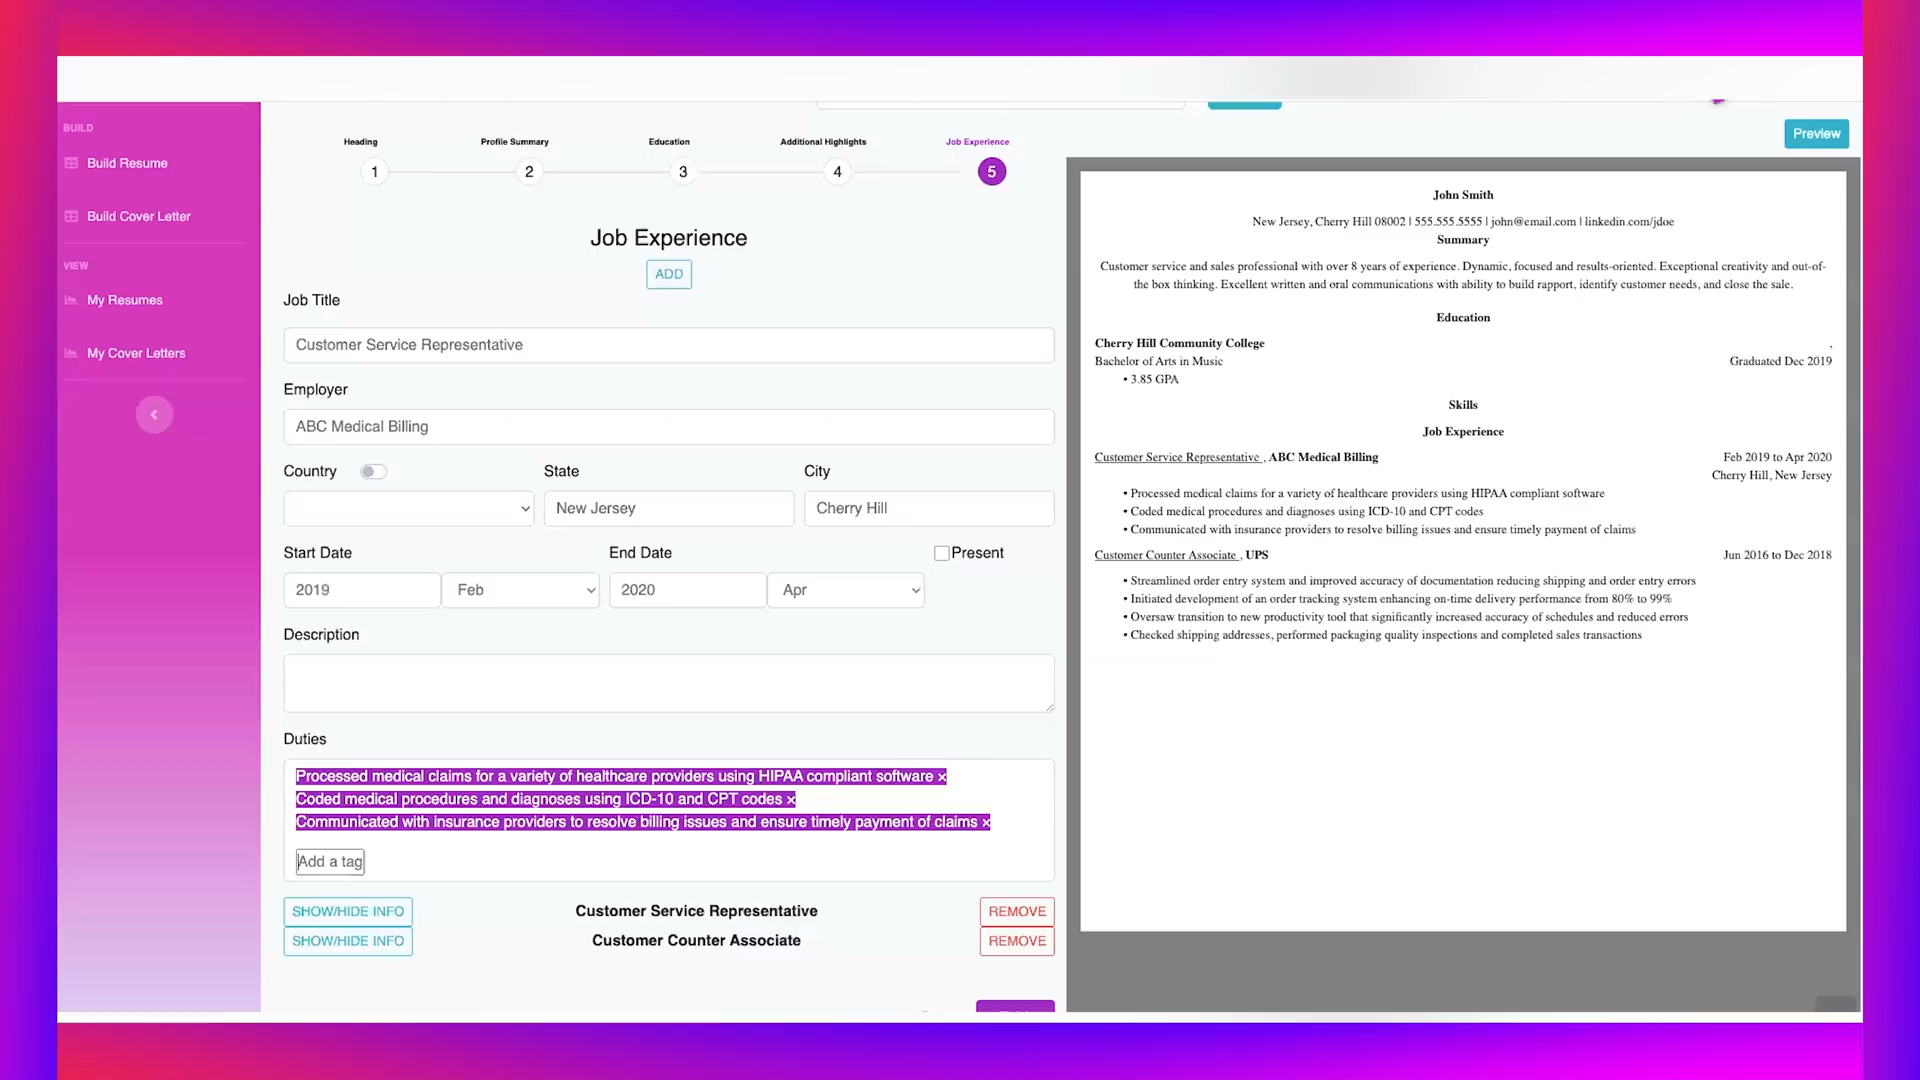 BUILD
Build Resume
Build Cover Letter
VIEW
My Resumes
My Cover Letters
Heading
Profile Summary
Education
Additional Highlights
Job Experience
1
2
3
4
5
Job Experience
ADD
Job Title
Customer Service Representative
Employer
ABC Medical Billing
Country
State
City
New Jersey
Cherry Hill
Start Date
End Date
Present
2019
Feb
2020
Apr
Description
Duties
Processed medical claims for a variety of healthcare providers using HIPAA compliant software ×
Coded medical procedures and diagnoses using ICD-10 and CPT codes ×
Communicated with insurance providers to resolve billing issues and ensure timely payment of claims ×
Add a tag
SHOW/HIDE INFO
Customer Service Representative
REMOVE
SHOW/HIDE INFO
Customer Counter Associate
REMOVE
Preview
John Smith
New Jersey, Cherry Hill 08002 | 555.555.5555 | john@email.com | linkedin.com/jdoe
Summary
Customer service and sales professional with over 8 years of experience. Dynamic, focused and results-oriented. Exceptional creativity and out-of-
the box thinking. Excellent written and oral communications with ability to build rapport, identify customer needs, and close the sale.
Education
Cherry Hill Community College ,
Bachelor of Arts in Music Graduated Dec 2019
• 3.85 GPA
Skills
Job Experience
Customer Service Representative , ABC Medical Billing Feb 2019 to Apr 2020
Cherry Hill, New Jersey
• Processed medical claims for a variety of healthcare providers using HIPAA compliant software
• Coded medical procedures and diagnoses using ICD-10 and CPT codes
• Communicated with insurance providers to resolve billing issues and ensure timely payment of claims
Customer Counter Associate , UPS Jun 2016 to Dec 2018
• Streamlined order entry system and improved accuracy of documentation reducing shipping and order entry errors
• Initiated development of an order tracking system enhancing on-time delivery performance from 80% to 99%
• Oversaw transition to new productivity tool that significantly increased accuracy of schedules and reduced errors
• Checked shipping addresses, performed packaging quality inspections and completed sales transactions